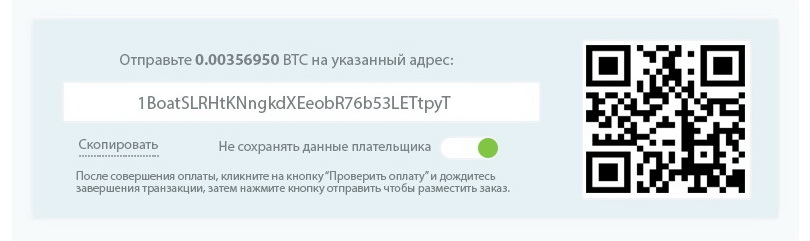 Отправьте 0.00356950 BTC на указанный адрес:
1BoatSLRHtKNngkdXEeobR76b53LETtpyT
Скопировать
Не сохранять данные плательщика
После совершения оплаты, кликните на кнопку “Проверить оплату” и дождитесь
завершения транзакции, затем нажмите кнопку отправить чтобы разместить заказ.